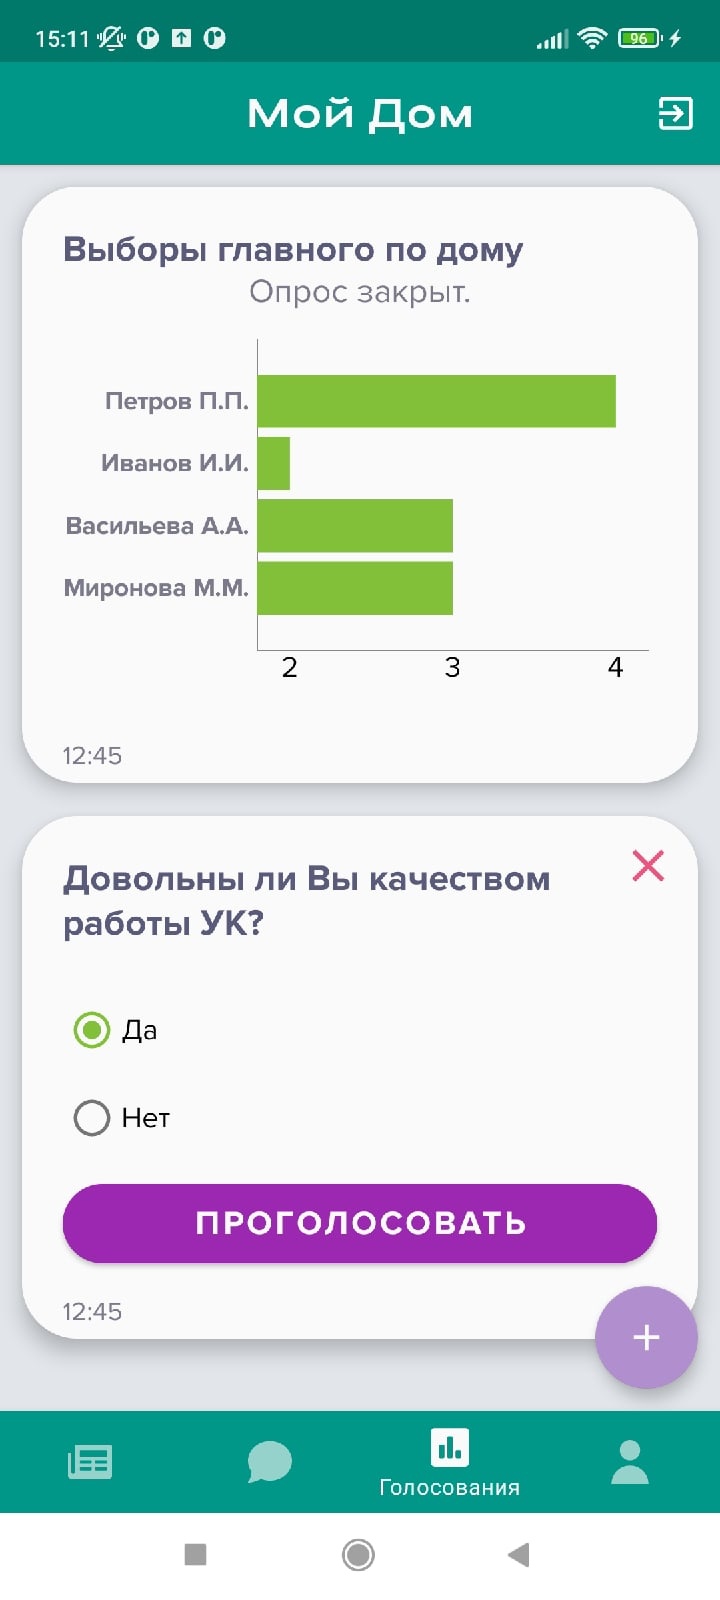 15:11
96
Мой Дом
Выборы главного по дому
Опрос закрыт.
Петров П.П.
Иванов И.И.
Васильева А.А.
Миронова М.М.
2 3 4
12:45
Довольны ли Вы качеством
работы УК?
Да
Нет
ПРОГОЛОСОВАТЬ
12:45
+
Голосования